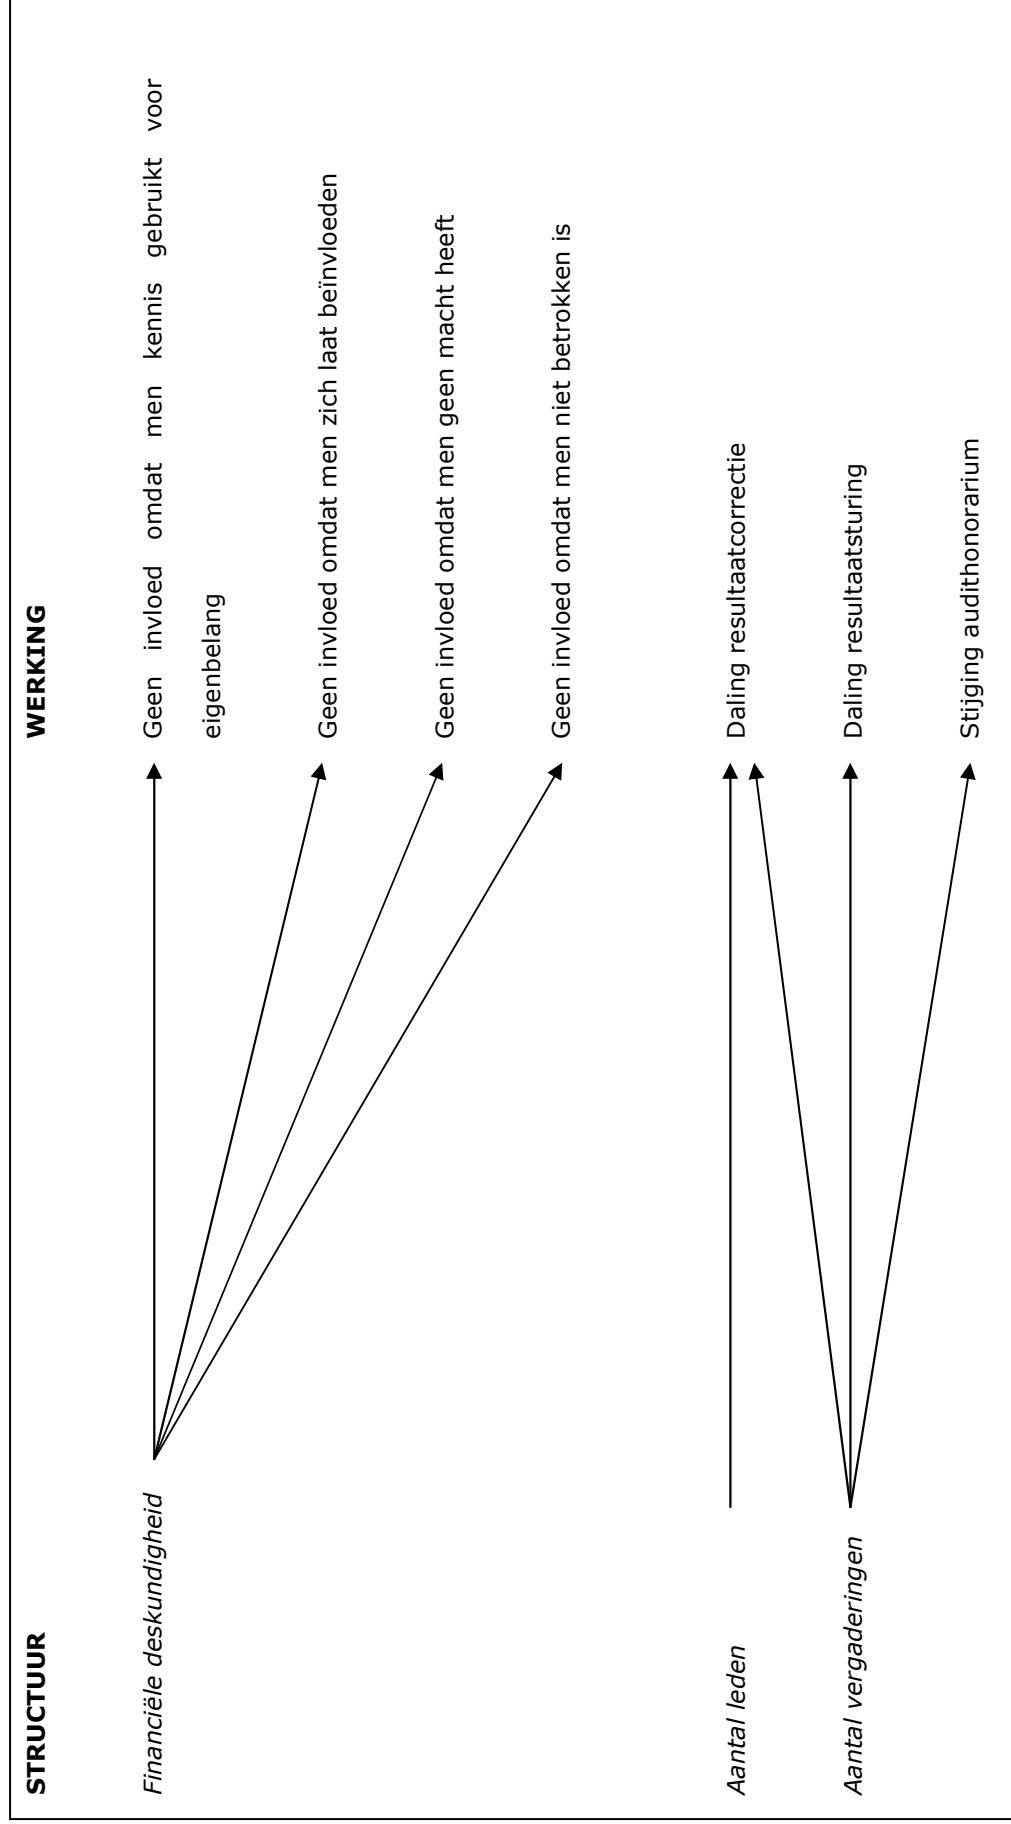 STRUCTUUR
WERKING
Financiële deskundigheid
Geen invloed omdat men kennis gebruikt voor
eigenbelang
Geen invloed omdat men zich laat beïnvloeden
Geen invloed omdat men geen macht heeft
Geen invloed omdat men niet betrokken is
Aantal leden
Daling resultaatcorrectie
Aantal vergaderingen
Daling resultaatsturing
Stijging audithonorarium